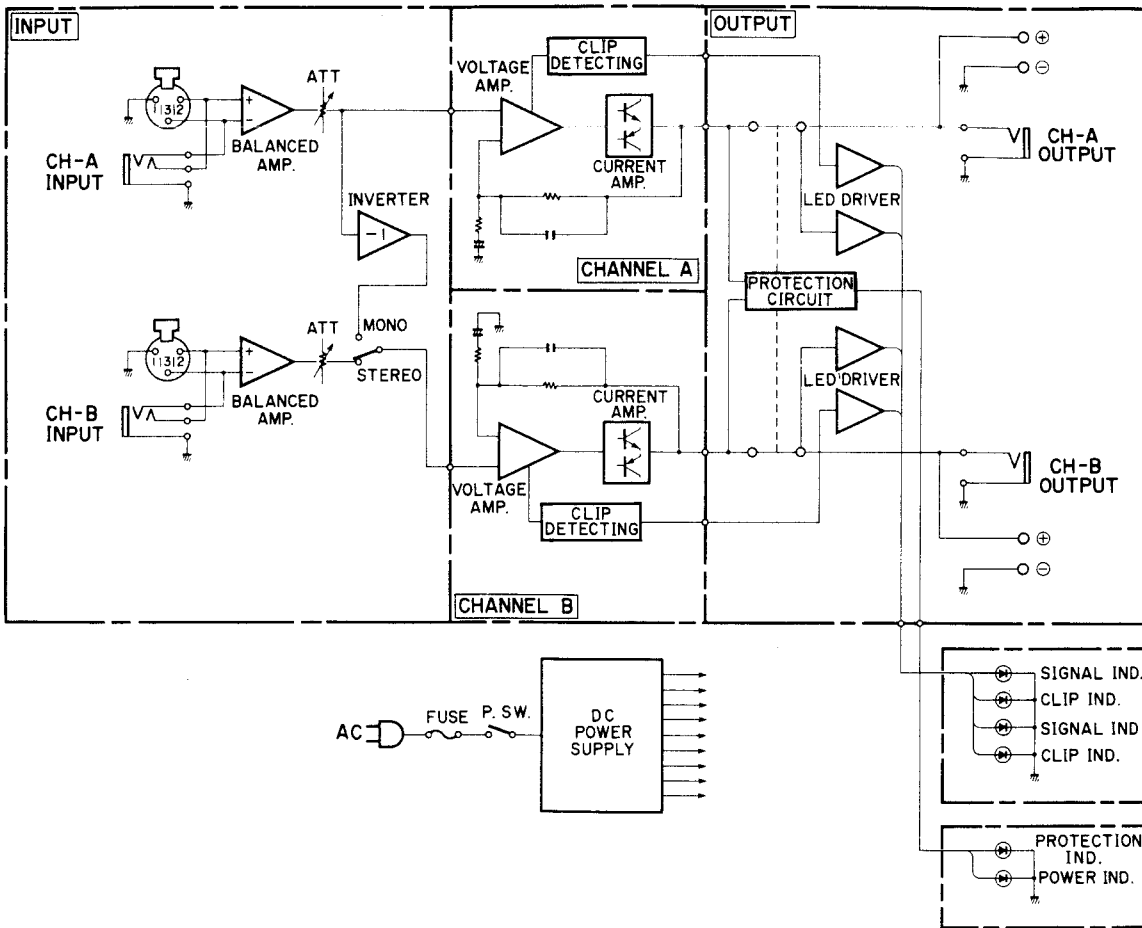 INPUT
11312
ATT
BALANCED
AMP.
CH-A
INPUT
INVERTER
-1
11312
ATT
MONO
STEREO
BALANCED
AMP.
CH-B
INPUT
VOLTAGE
AMP.
CLIP
DETECTING
CURRENT
AMP.
CHANNEL A
CURRENT
AMP.
VOLTAGE
AMP.
CLIP
DETECTING
CHANNEL B
OUTPUT
+
-
CH-A
OUTPUT
LED DRIVER
PROTECTION
CIRCUIT
LED DRIVER
CH-B
OUTPUT
+
-
AC
FUSE
P. SW.
DC
POWER
SUPPLY
SIGNAL IND.
CLIP IND.
SIGNAL IND
CLIP IND.
PROTECTION
IND.
POWER IND.